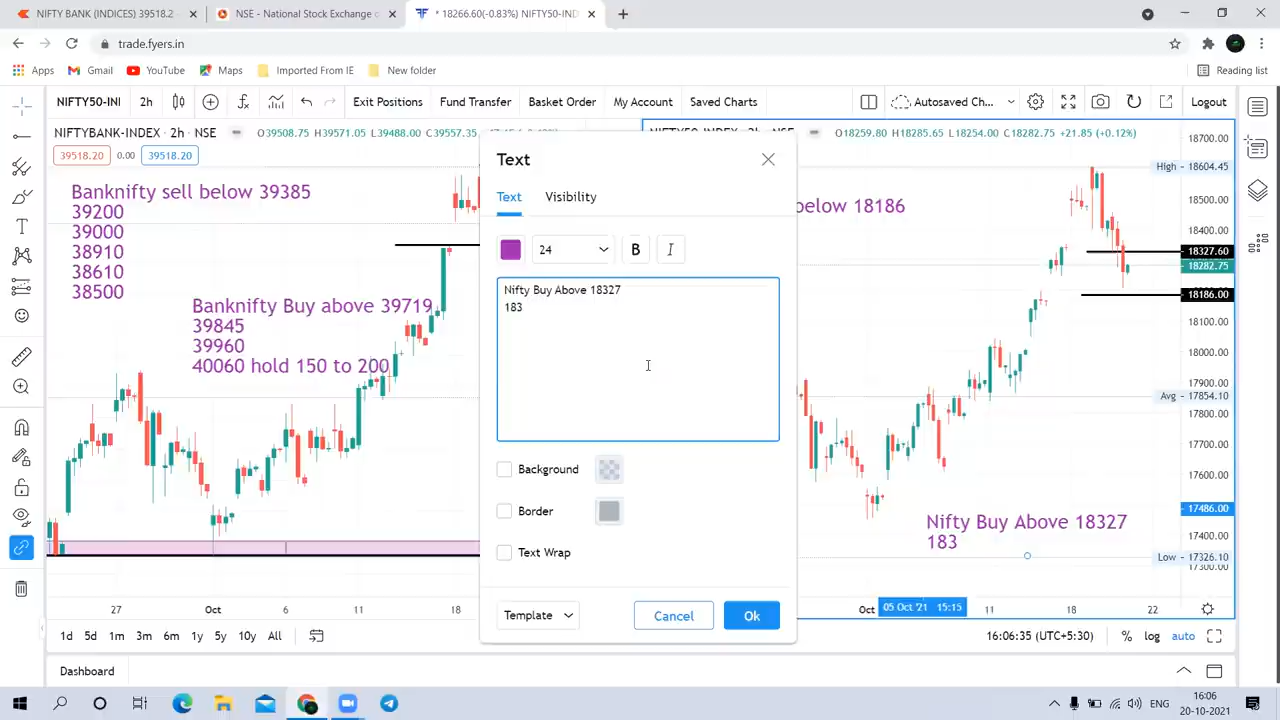 NIFTY BANK (INDICES) 39518.2
NSE - National Stock Exchange o
* 18266.60(-0.83%) NIFTY50-IND
trade.fyers.in
Apps
Gmail
YouTube
Maps
Imported From IE
New folder
Reading list
NIFTY50-INI
2h
Exit Positions
Fund Transfer
Basket Order
My Account
Saved Charts
Autosaved Ch...
Logout
NIFTYBANK-INDEX • 2h • NSE
O39508.75 H39571.05 L39488.00 C39557.35
NIFTY50-INDEX • 2h • NSE
O18259.80 H18285.65 L18254.00 C18282.75 +21.85 (+0.12%)
39518.20
0.00
39518.20
Banknifty sell below 39385
39200
39000
38910
38610
38500
Banknifty Buy above 39719
39845
39960
40060 hold 150 to 200
Text
Text
Visibility
24
B
I
Nifty Buy Above 18327
183
Background
Border
Text Wrap
Template
Cancel
Ok
below 18186
Nifty Buy Above 18327
183
18700.00
High
18604.45
18500.00
18400.00
18327.60
18282.75
18186.00
18100.00
18000.00
17900.00
Avg
17854.10
17800.00
17700.00
17600.00
17486.00
17400.00
Low
17326.10
17300.00
27
Oct
6
11
18
Oct
05 Oct '21 15:15
11
18
22
1d
5d
1m
3m
6m
1y
5y
10y
All
16:06:35 (UTC+5:30)
%
log
auto
Dashboard
ENG
16:06
20-10-2021